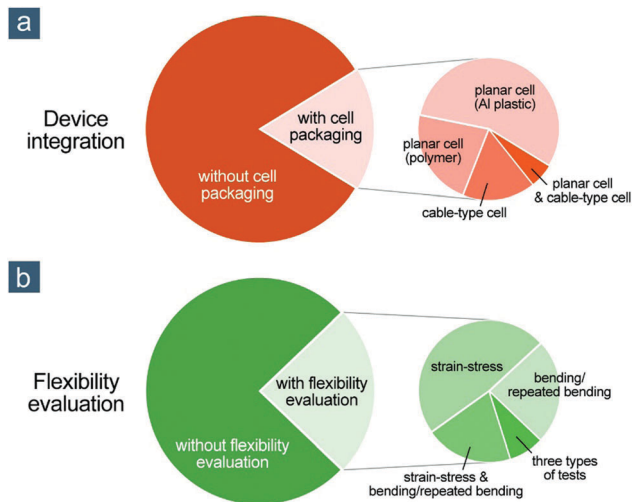 a
Device
integration
with cell
packaging
without cell
packaging
planar cell
(Al plastic)
planar cell
(polymer)
cable-type cell
planar cell
& cable-type cell
b
Flexibility
evaluation
with flexibility
evaluation
without flexibility
evaluation
strain-stress
bending/
repeated bending
three types
of tests
strain-stress &
bending/repeated bending